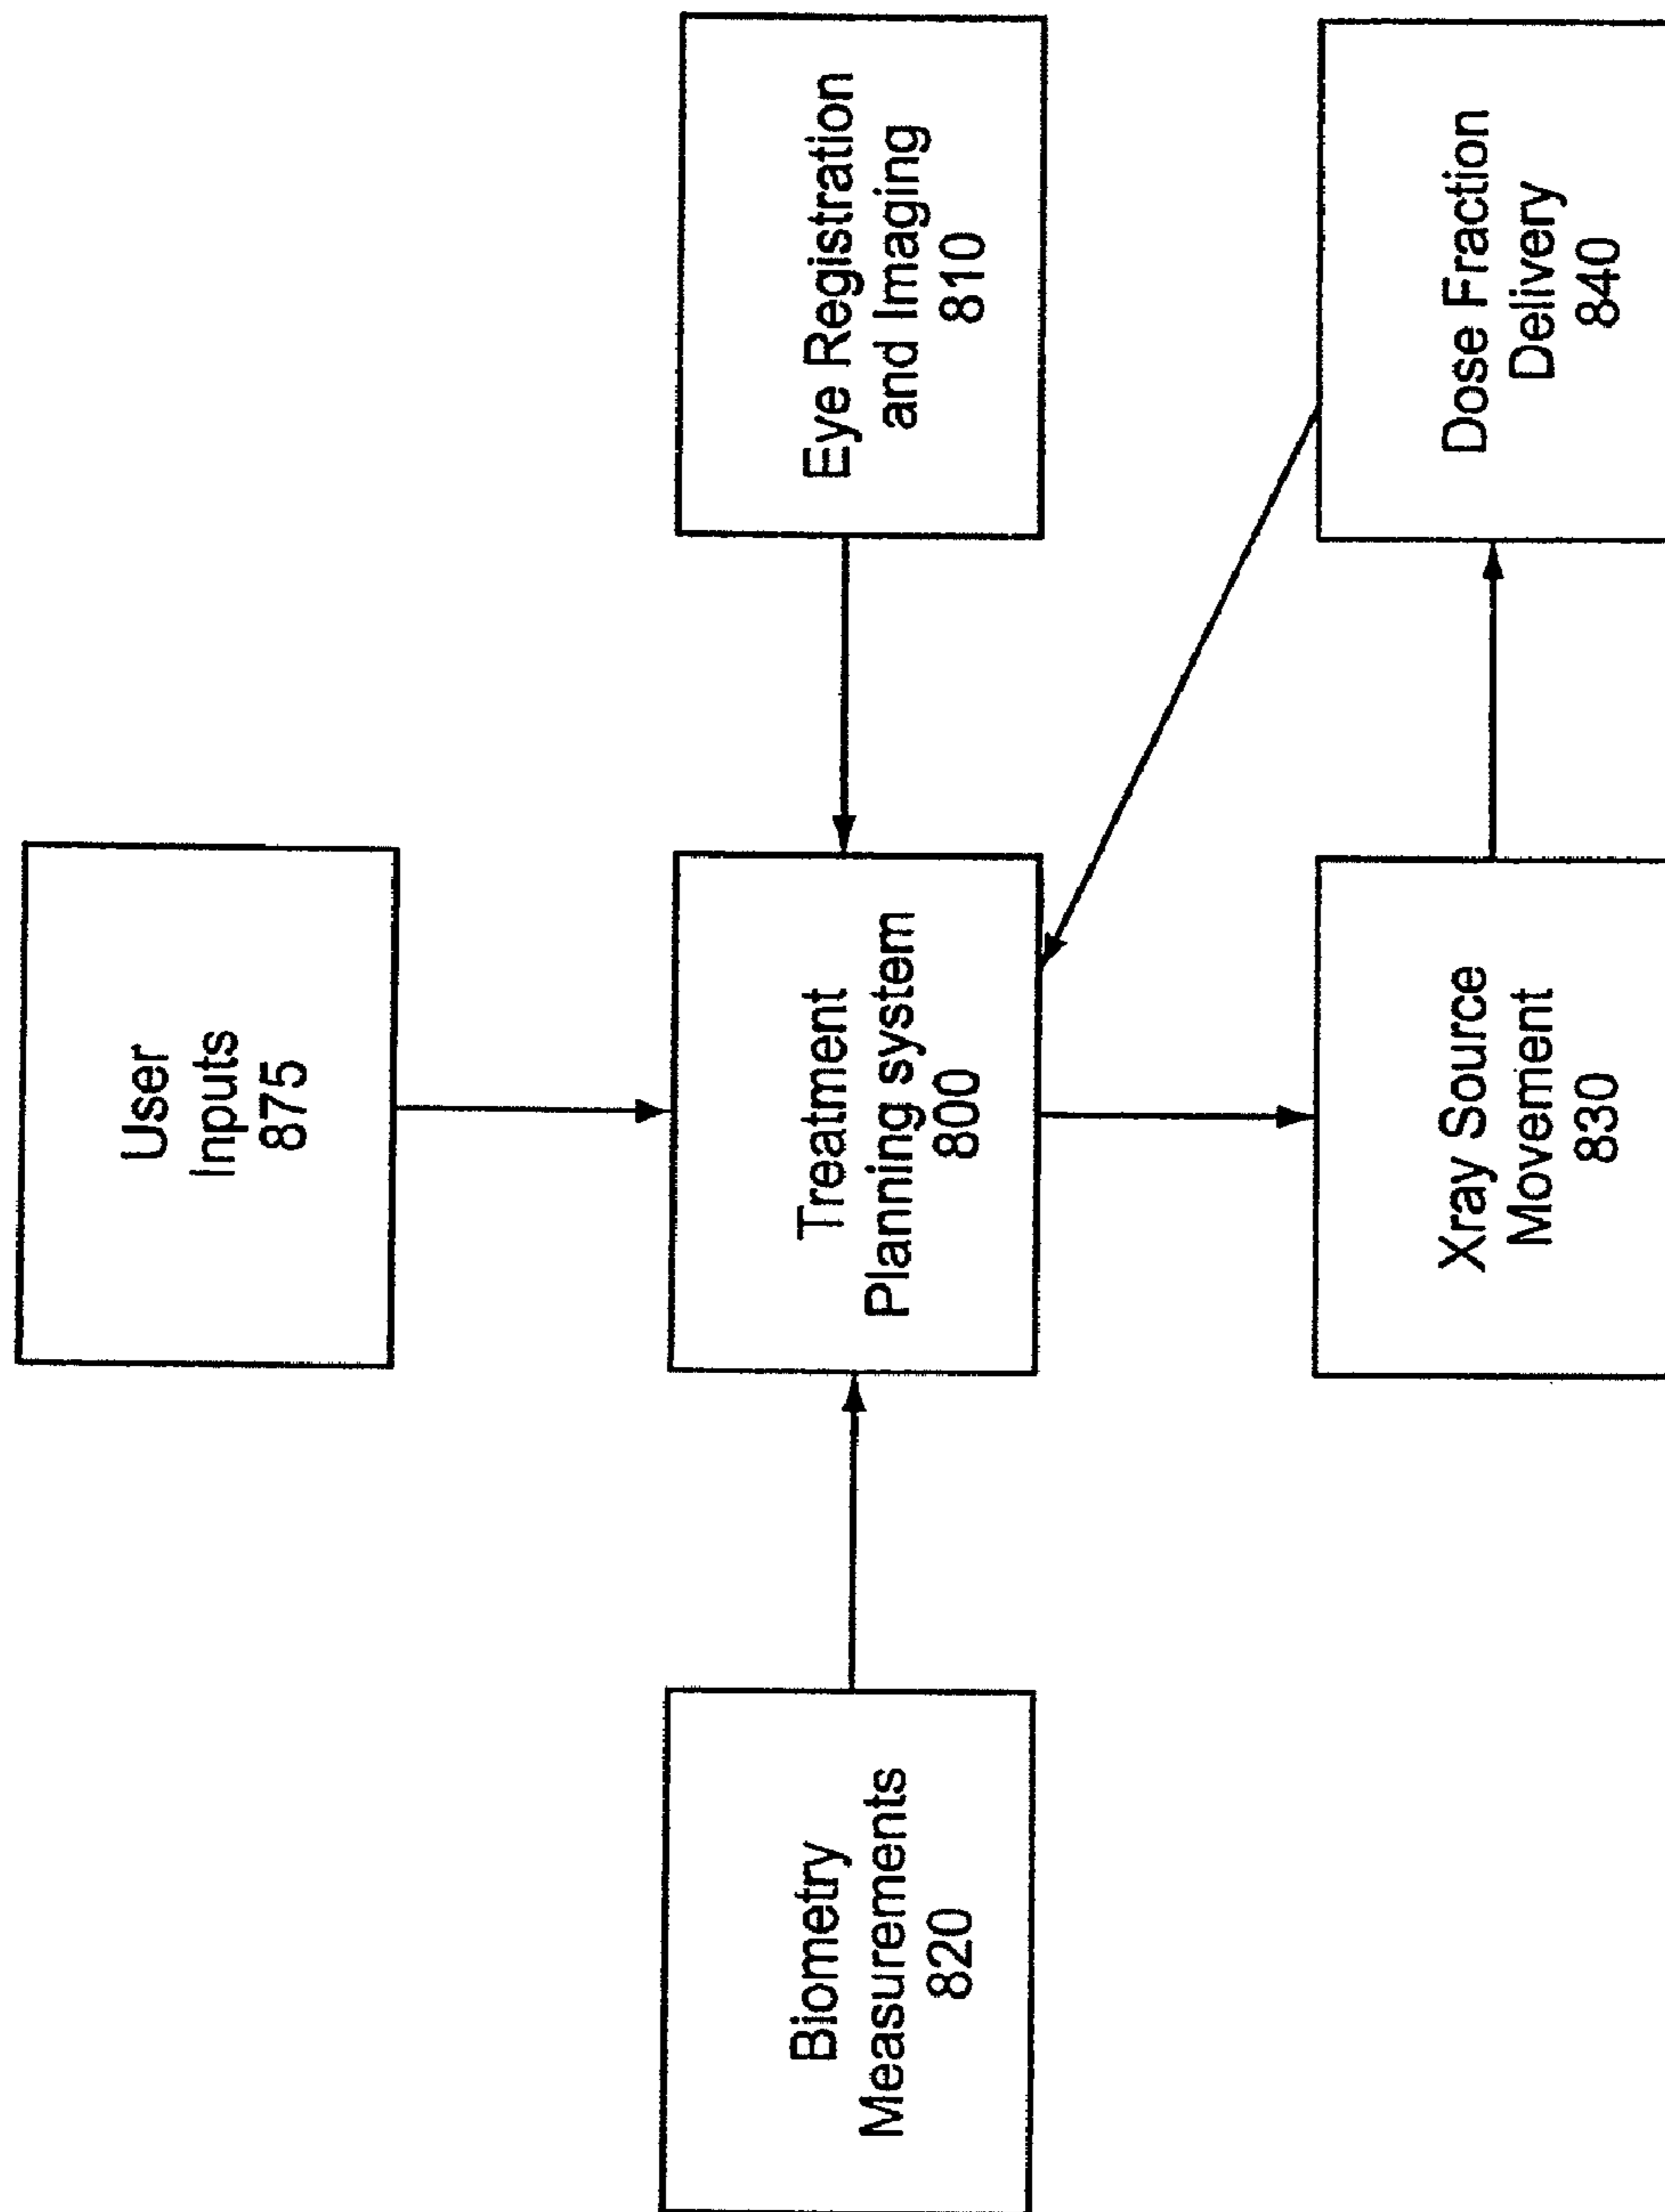 User
Inputs
875
Biometry
Measurements
820
Treatment
Planning system
800
Eye Registration
and Imaging
810
Xray Source
Movement
830
Dose Fraction
Delivery
840